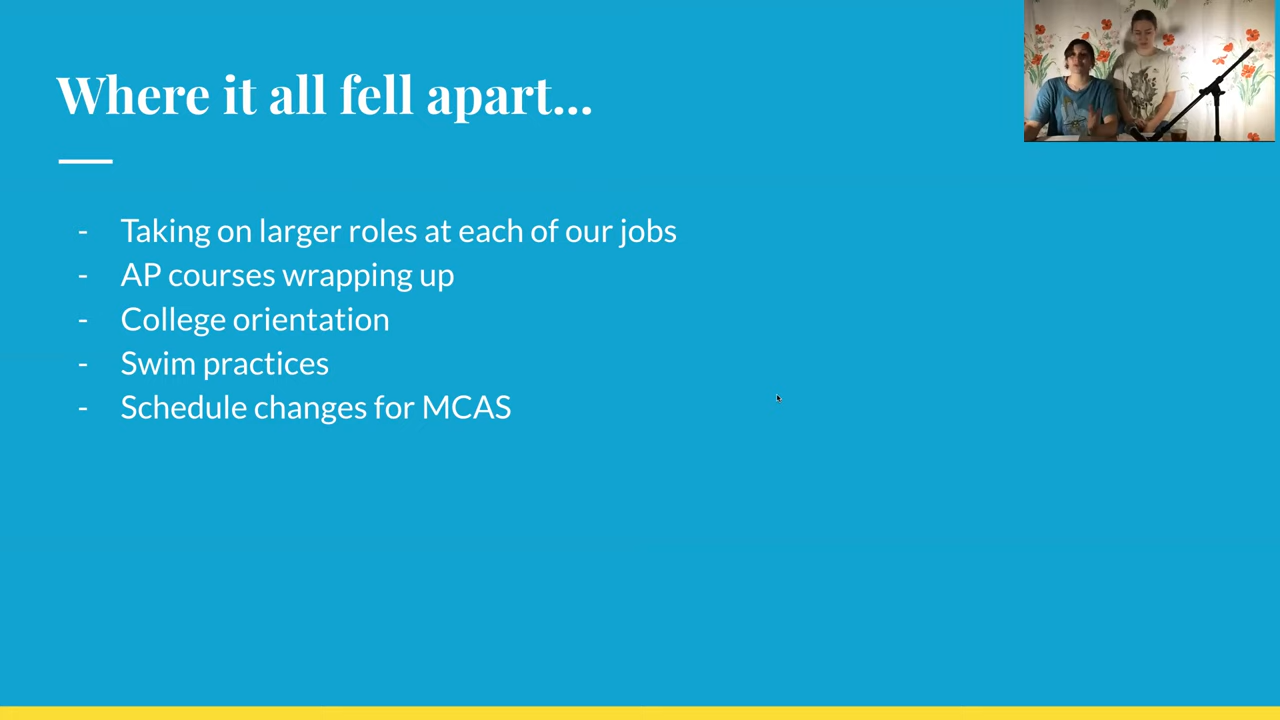 Where it all fell apart...
- Taking on larger roles at each of our jobs
- AP courses wrapping up
- College orientation
- Swim practices
- Schedule changes for MCAS